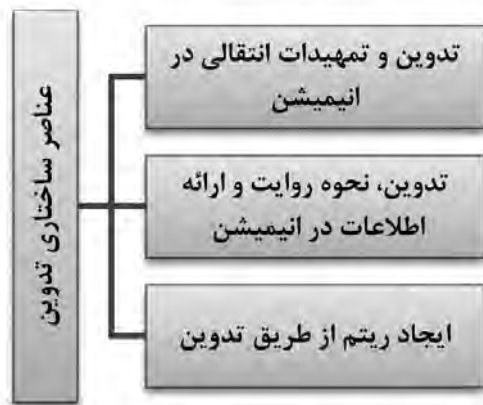 عناصر ساختاری تدوین
تدوین و تمهیدات انتقالی در
انیمیشن
تدوین، نحوه روایت و ارائه
اطلاعات در انیمیشن
ایجاد ریتم از طریق تدوین